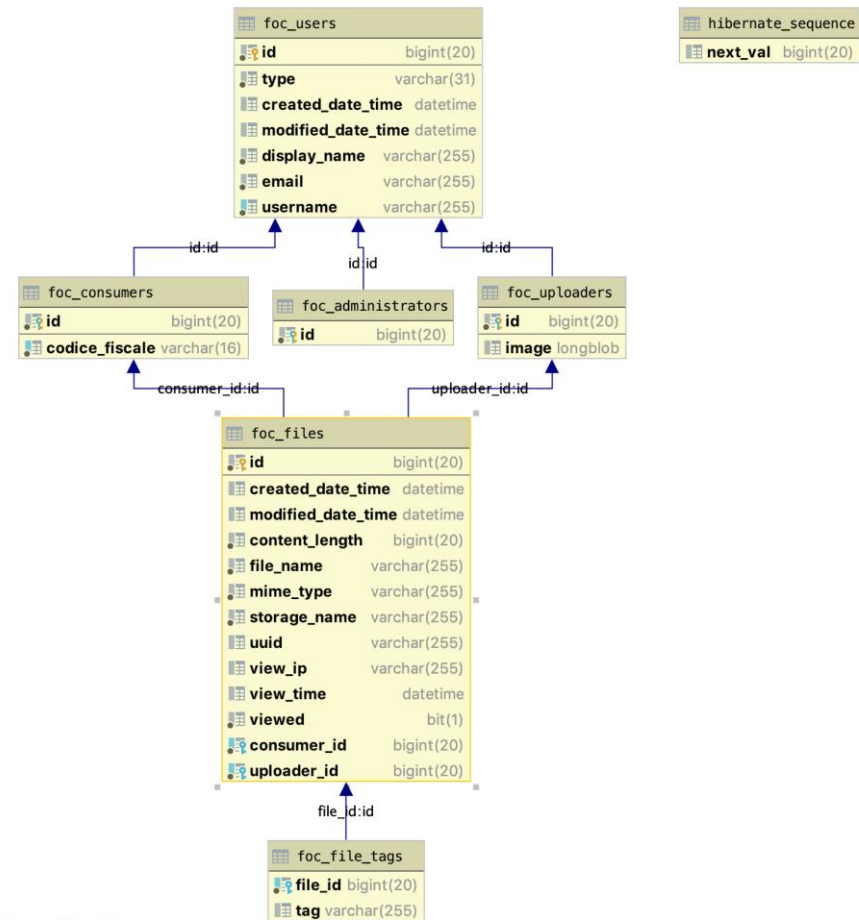 foc_users
id bigint(20)
type varchar(31)
created_date_time datetime
modified_date_time datetime
display_name varchar(255)
email varchar(255)
username varchar(255)
hibernate_sequence
next_val bigint(20)
id:id
id:id
id:id
foc_consumers
id bigint(20)
codice_fiscale varchar(16)
foc_administrators
id bigint(20)
foc_uploaders
id bigint(20)
image longblob
consumer_id:id
uploader_id:id
foc_files
id bigint(20)
created_date_time datetime
modified_date_time datetime
content_length bigint(20)
file_name varchar(255)
mime_type varchar(255)
storage_name varchar(255)
uuid varchar(255)
view_ip varchar(255)
view_time datetime
viewed bit(1)
consumer_id bigint(20)
uploader_id bigint(20)
file_id:id
foc_file_tags
file_id bigint(20)
tag varchar(255)